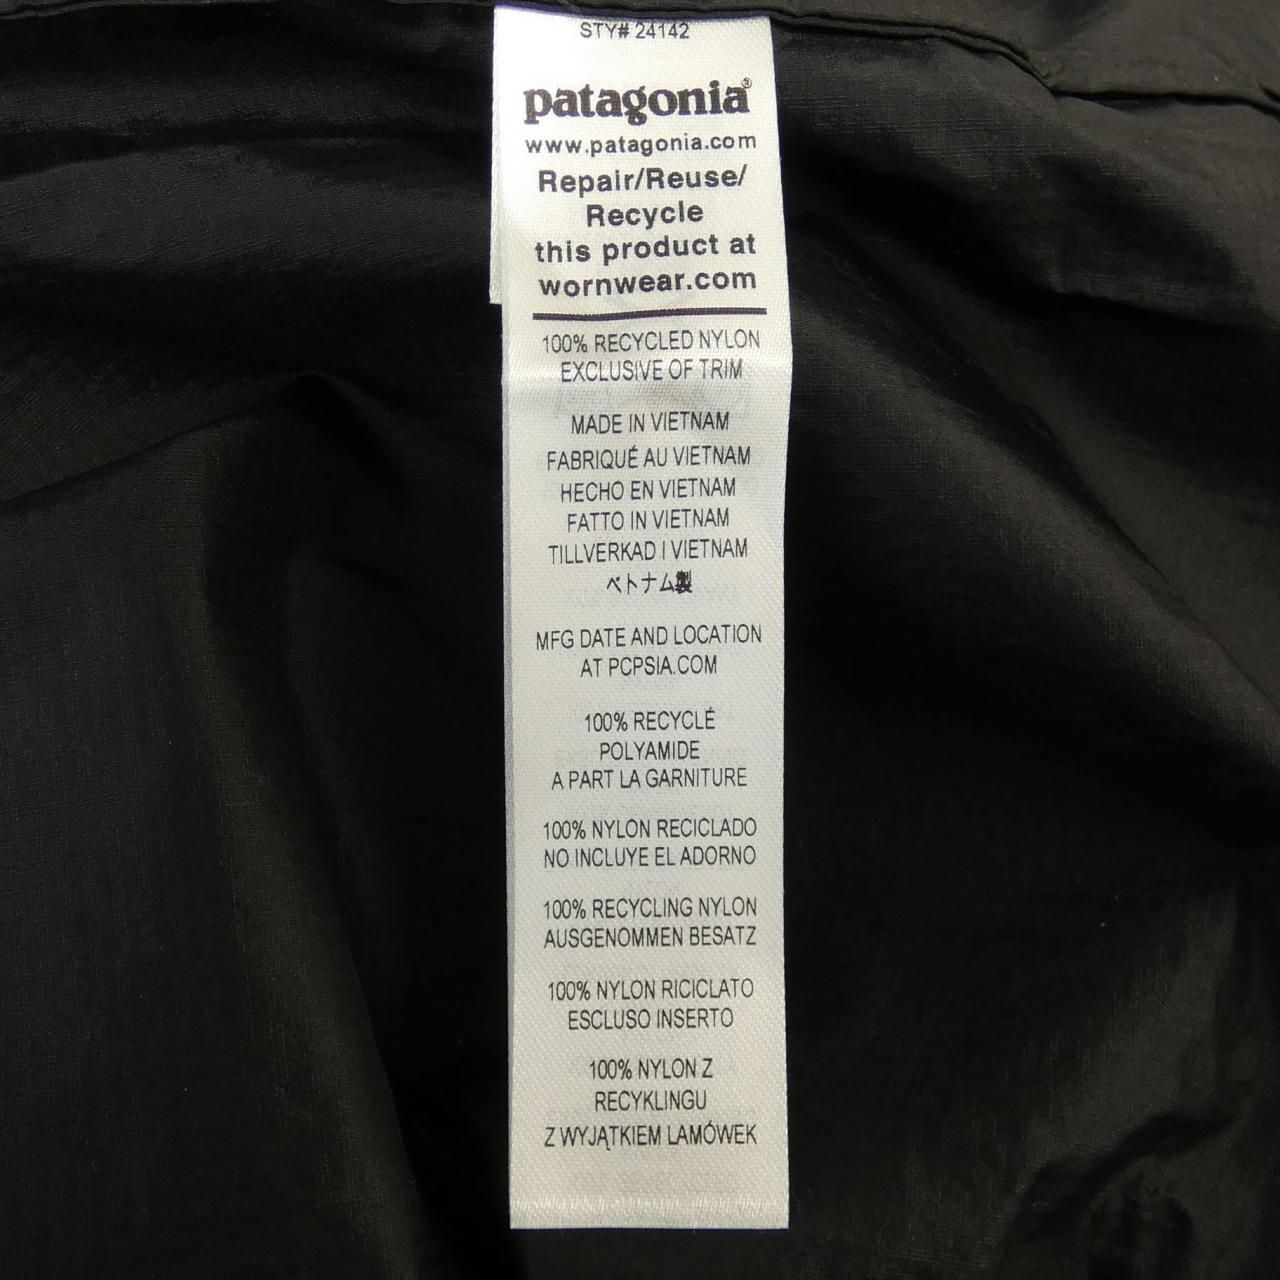 STY# 24142
patagonia®
www.patagonia.com
Repair/Reuse/
Recycle
this product at
wornwear.com
100% RECYCLED NYLON
EXCLUSIVE OF TRIM
MADE IN VIETNAM
FABRIQUÉ AU VIETNAM
HECHO EN VIETNAM
FATTO IN VIETNAM
TILLVERKAD I VIETNAM
ベトナム製
MFG DATE AND LOCATION
AT PCPSIA.COM
100% RECYCLÉ
POLYAMIDE
A PART LA GARNITURE
100% NYLON RECICLADO
NO INCLUYE EL ADORNO
100% RECYCLING NYLON
AUSGENOMMEN BESATZ
100% NYLON RICICLATO
ESCLUSO INSERTO
100% NYLON Z
RECYKLINGU
Z WYJĄTKIEM LAMÓWEK